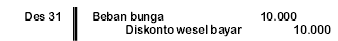 Des 31 Beban bunga 10.000
Diskonto wesel bayar 10.000